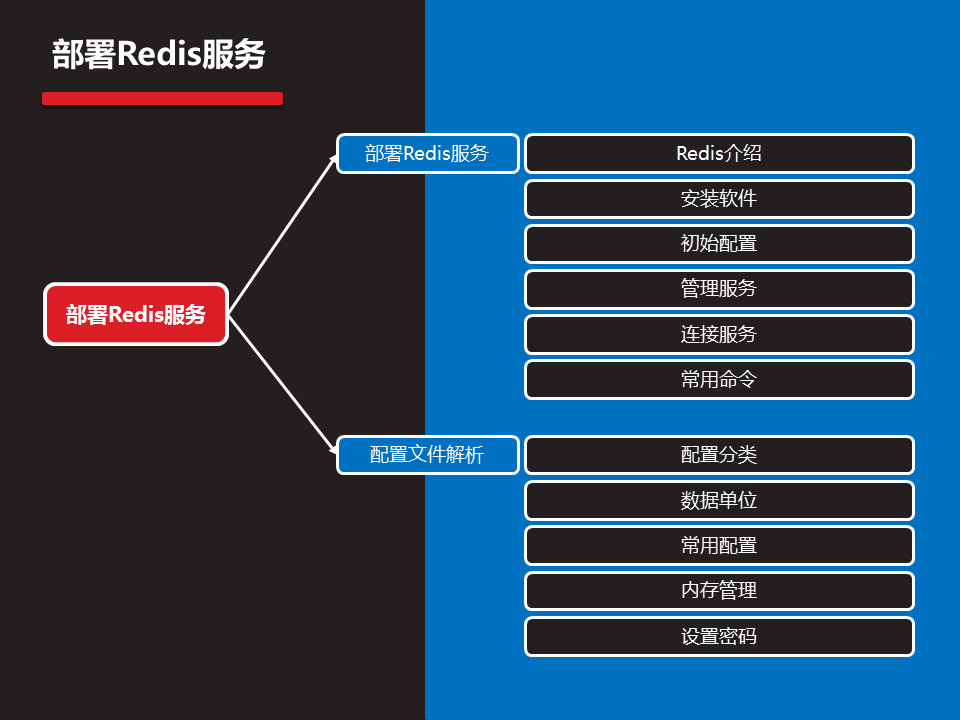 部署Redis服务
部署Redis服务
部署Redis服务
Redis介绍
安装软件
初始配置
管理服务
连接服务
常用命令
配置文件解析
配置分类
数据单位
常用配置
内存管理
设置密码